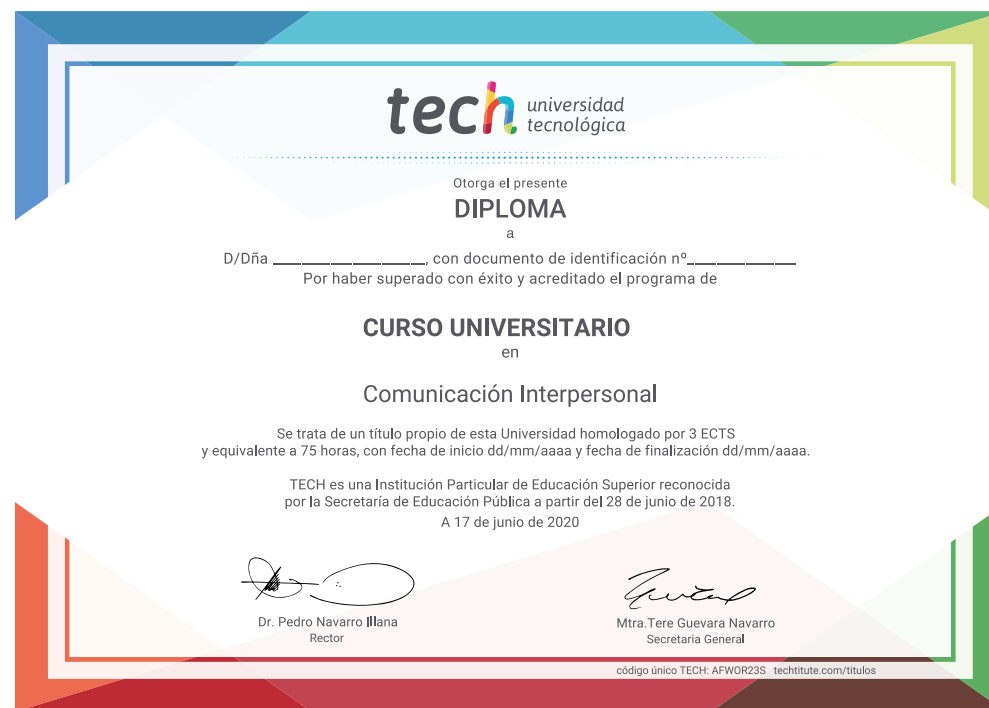 tech universidad
tecnológica
Otorga el presente
DIPLOMA
a
D/Dña ________________, con documento de identificación nº____________
Por haber superado con éxito y acreditado el programa de
CURSO UNIVERSITARIO
en
Comunicación Interpersonal
Se trata de un título propio de esta Universidad homologado por 3 ECTS
y equivalente a 75 horas, con fecha de inicio dd/mm/aaaa y fecha de finalización dd/mm/aaaa.
TECH es una Institución Particular de Educación Superior reconocida
por la Secretaría de Educación Pública a partir del 28 de junio de 2018.
A 17 de junio de 2020
Dr. Pedro Navarro Illana
Rector
Mtra.Tere Guevara Navarro
Secretaria General
código único TECH: AFWOR23S techtitute.com/titulos